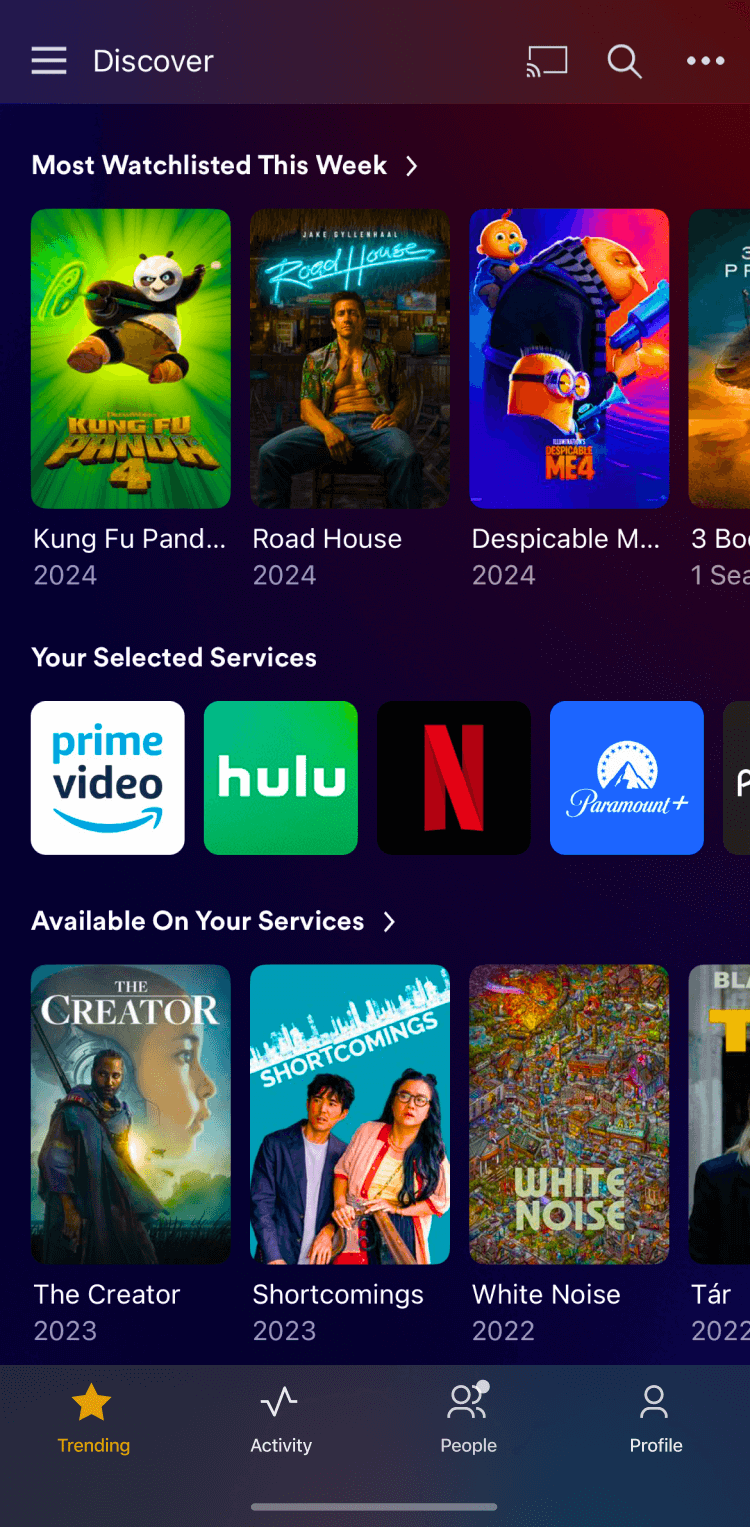 Discover
Most Watchlisted This Week
DREAMWORKS
KUNG FU
PANDA
4
JAKE GYLLENHAAL
Road House
ILLUMINATION'S
DESPICABLE
ME4
3
P
Kung Fu Pand...
2024
Road House
2024
Despicable M...
2024
3 Bo
1 Sea
Your Selected Services
prime
video
hulu
N
Paramount+
p
Available On Your Services
THE
CREATOR
SHORTCOMINGS
WHITE
NOISE
BLA
T
The Creator
2023
Shortcomings
2023
White Noise
2022
Tár
2022
Trending
Activity
People
Profile